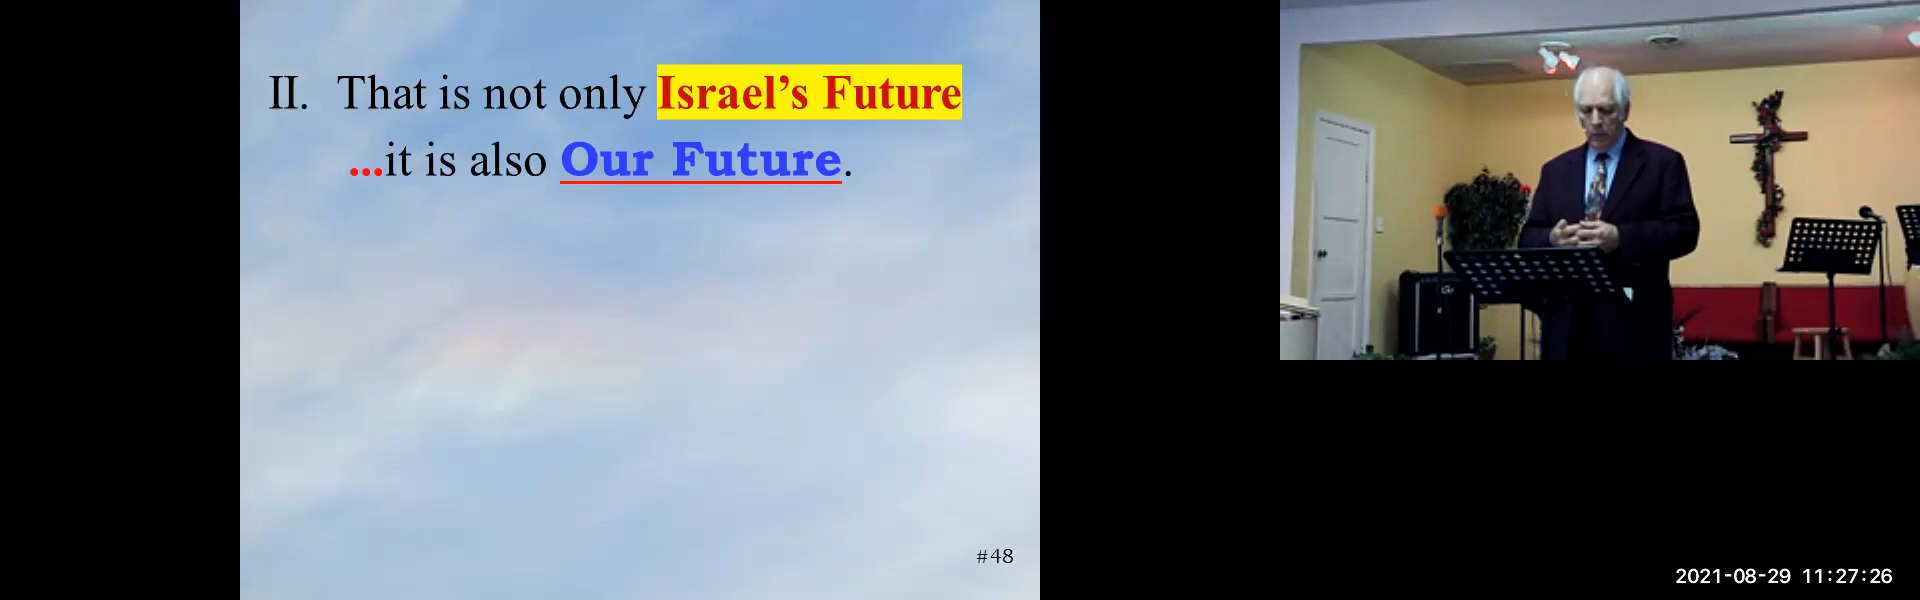 II. That is not only Israel’s Future
...it is also Our Future.
#48
2021-08-29 11:27:26